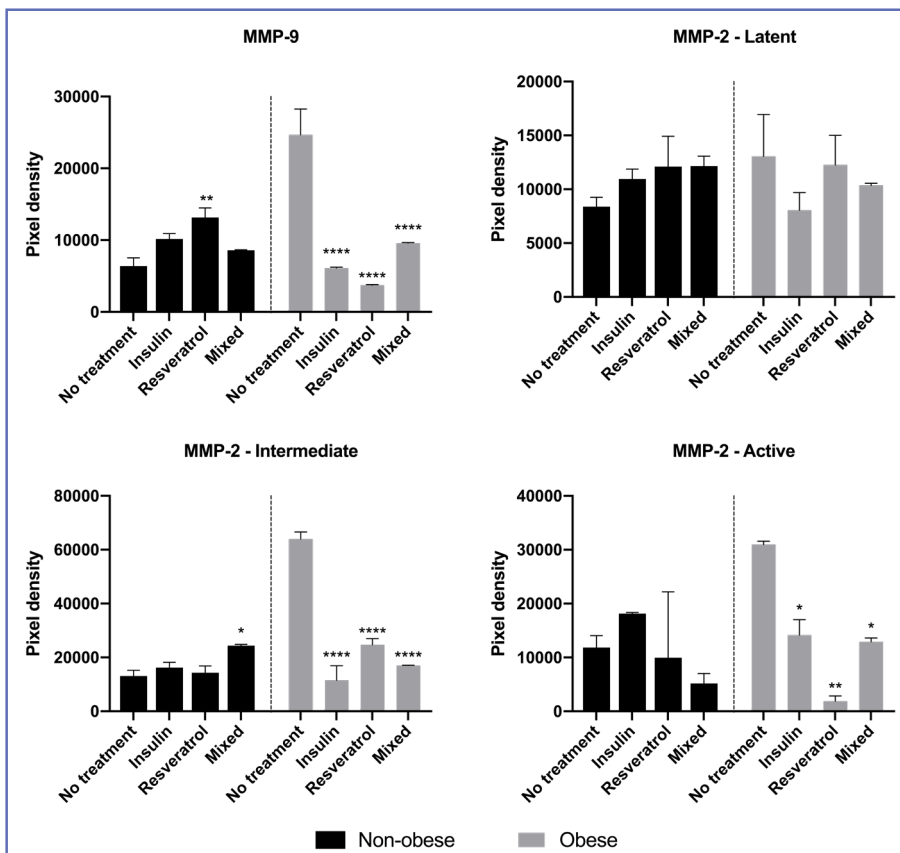 MMP-9
Pixel density
30000
20000
10000
0
**
****
****
****
No treatment
Insulin
Resveratrol
Mixed
No treatment
Insulin
Resveratrol
Mixed
MMP-2 - Latent
Pixel density
20000
15000
10000
5000
0
No treatment
Insulin
Resveratrol
Mixed
No treatment
Insulin
Resveratrol
Mixed
MMP-2 - Intermediate
Pixel density
80000
60000
40000
20000
0
*
****
****
****
No treatment
Insulin
Resveratrol
Mixed
No treatment
Insulin
Resveratrol
Mixed
MMP-2 - Active
Pixel density
40000
30000
20000
10000
0
*
**
*
No treatment
Insulin
Resveratrol
Mixed
No treatment
Insulin
Resveratrol
Mixed
Non-obese
Obese